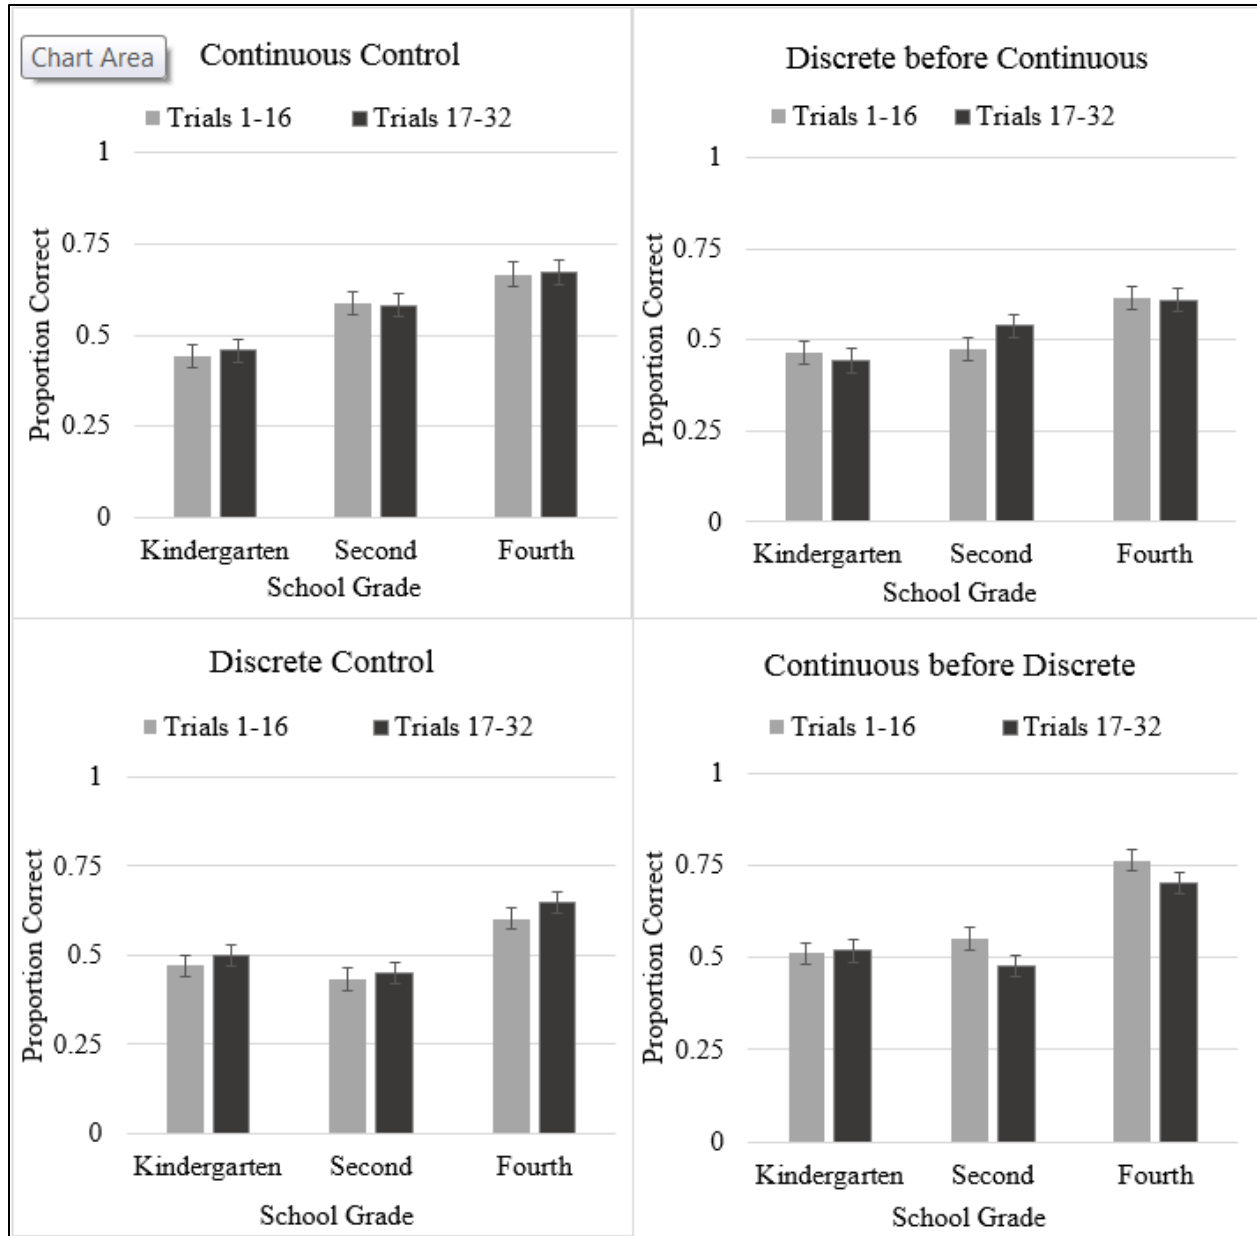 Chart Area
Continuous Control
Trials 1-16 Trials 17-32
1
0.75
0.5
0.25
0
Proportion Correct
Kindergarten Second Fourth
School Grade
Discrete before Continuous
Trials 1-16 Trials 17-32
1
0.75
0.5
0.25
0
Proportion Correct
Kindergarten Second Fourth
School Grade
Discrete Control
Trials 1-16 Trials 17-32
1
0.75
0.5
0.25
0
Proportion Correct
Kindergarten Second Fourth
School Grade
Continuous before Discrete
Trials 1-16 Trials 17-32
1
0.75
0.5
0.25
0
Proportion Correct
Kindergarten Second Fourth
School Grade